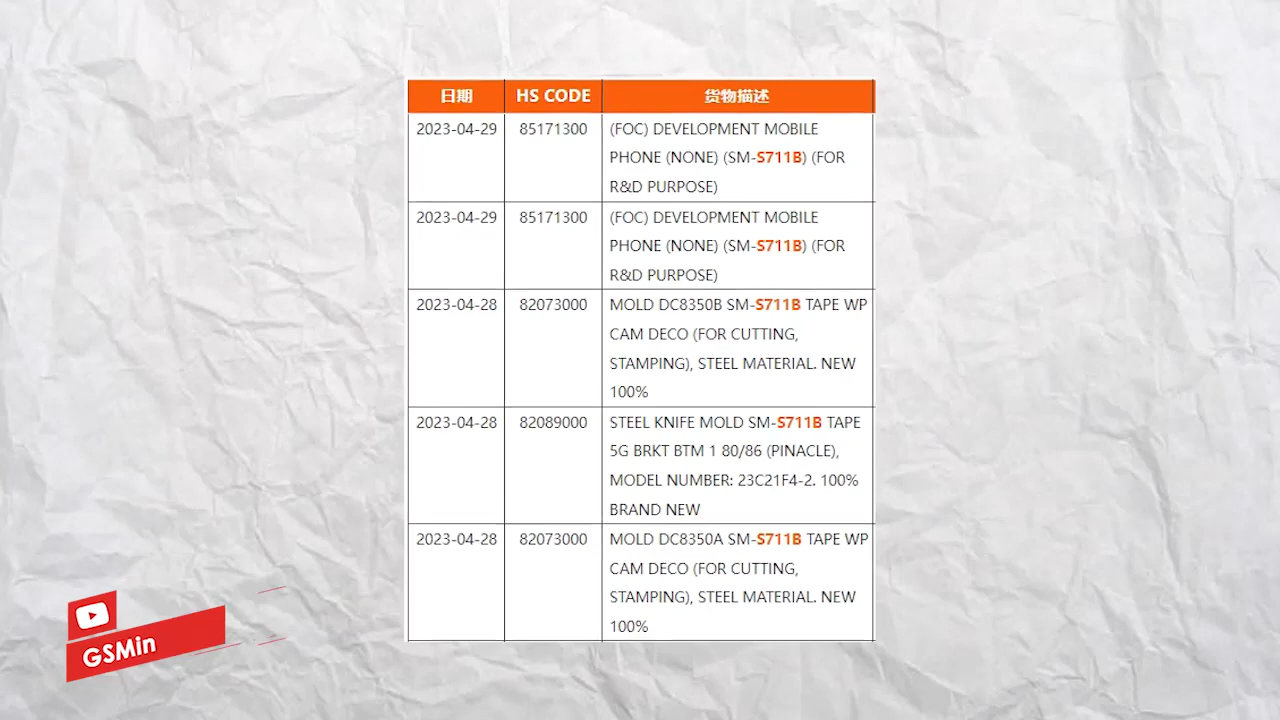 日期 HS CODE 货物描述
2023-04-29 85171300 (FOC) DEVELOPMENT MOBILE
PHONE (NONE) (SM-S711B) (FOR
R&D PURPOSE)
2023-04-29 85171300 (FOC) DEVELOPMENT MOBILE
PHONE (NONE) (SM-S711B) (FOR
R&D PURPOSE)
2023-04-28 82073000 MOLD DC8350B SM-S711B TAPE WP
CAM DECO (FOR CUTTING,
STAMPING), STEEL MATERIAL. NEW
100%
2023-04-28 82089000 STEEL KNIFE MOLD SM-S711B TAPE
5G BRKT BTM 1 80/86 (PINACLE),
MODEL NUMBER: 23C21F4-2. 100%
BRAND NEW
2023-04-28 82073000 MOLD DC8350A SM-S711B TAPE WP
CAM DECO (FOR CUTTING,
STAMPING), STEEL MATERIAL. NEW
100%
GSMin